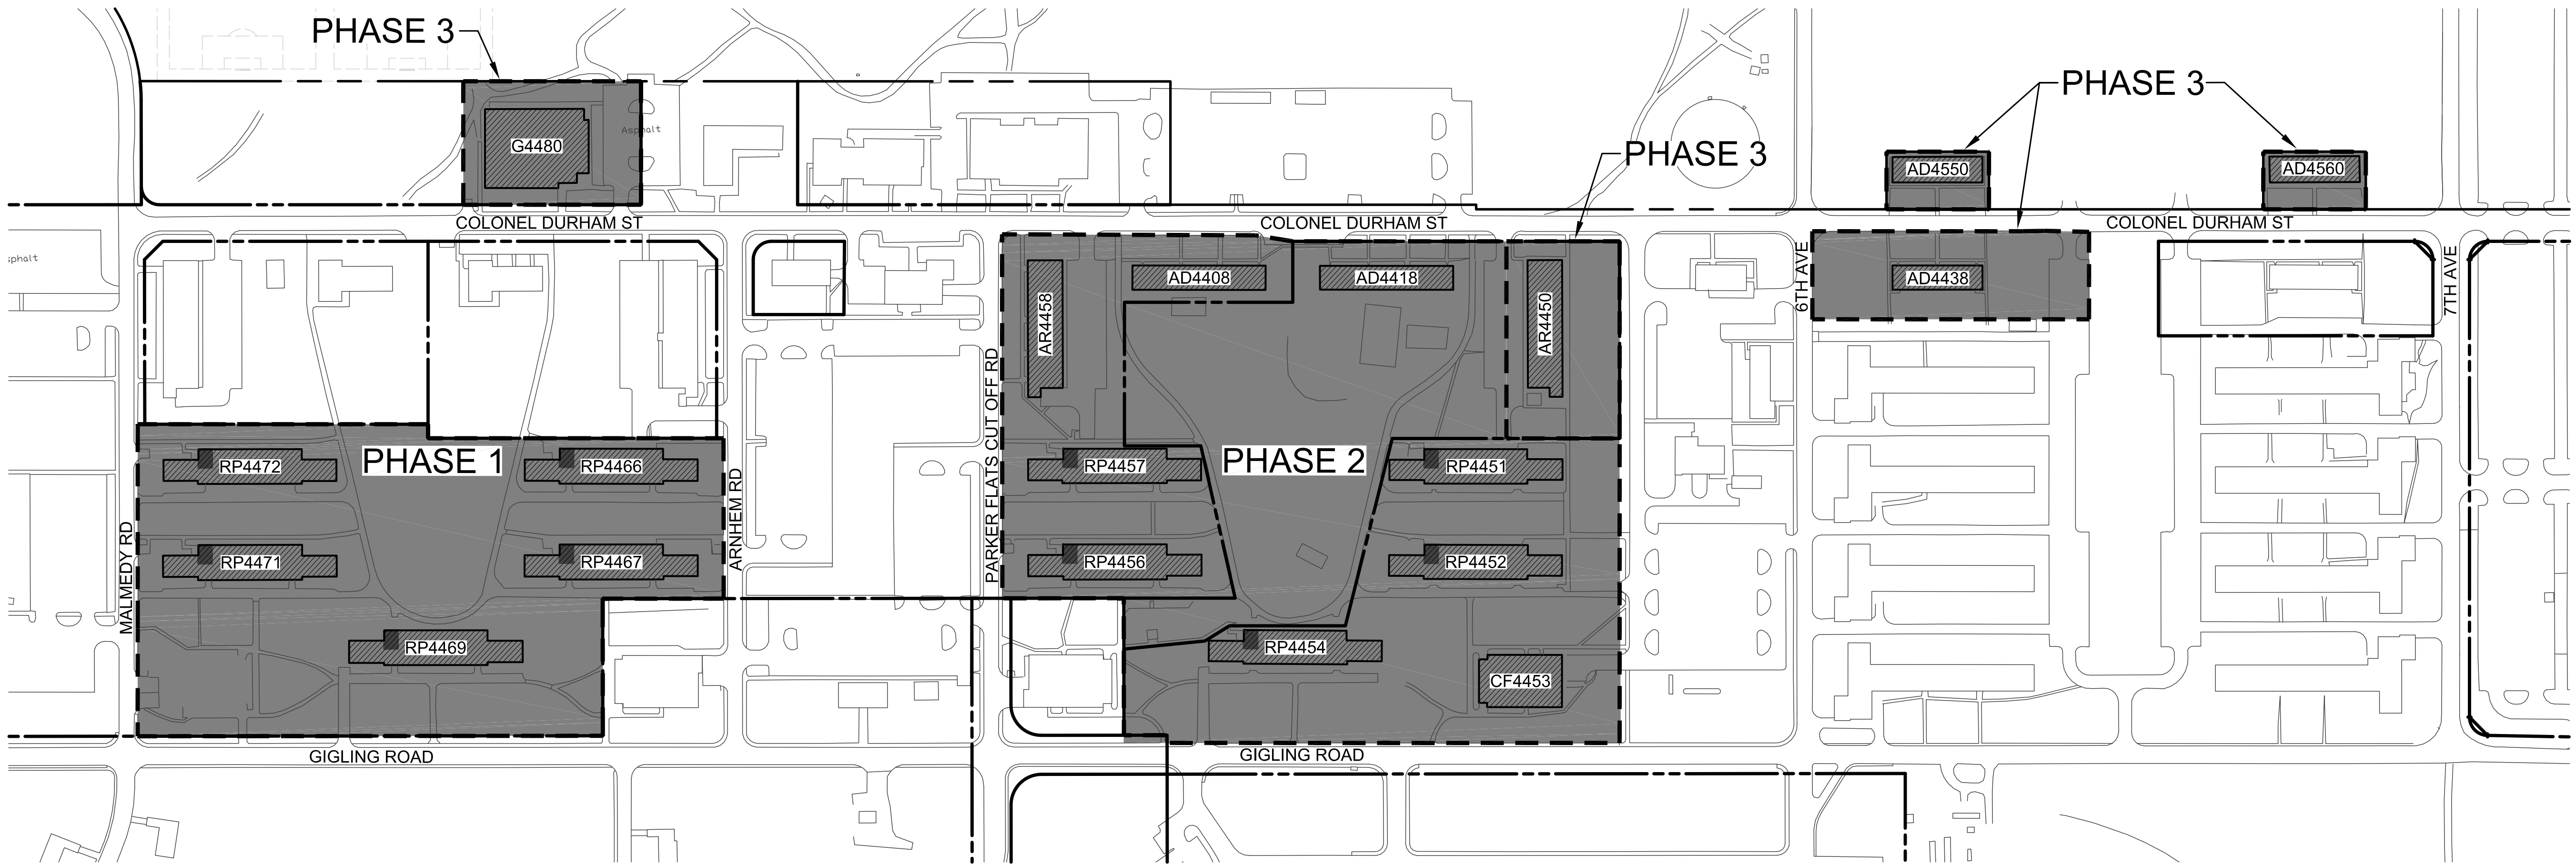 PHASE 3
PHASE 3
G4480
Asphalt
PHASE 3
AD4550
AD4560
COLONEL DURHAM ST
COLONEL DURHAM ST
COLONEL DURHAM ST
sphalt
AR4458
AD4408
AD4418
AR4450
6TH AVE
AD4438
7TH AVE
RP4472
PHASE 1
RP4466
ARNHEM RD
PARKER FLATS CUT OFF RD
RP4457
PHASE 2
RP4451
MALMEDY RD
RP4471
RP4467
RP4456
RP4452
RP4469
RP4454
CF4453
GIGLING ROAD
GIGLING ROAD